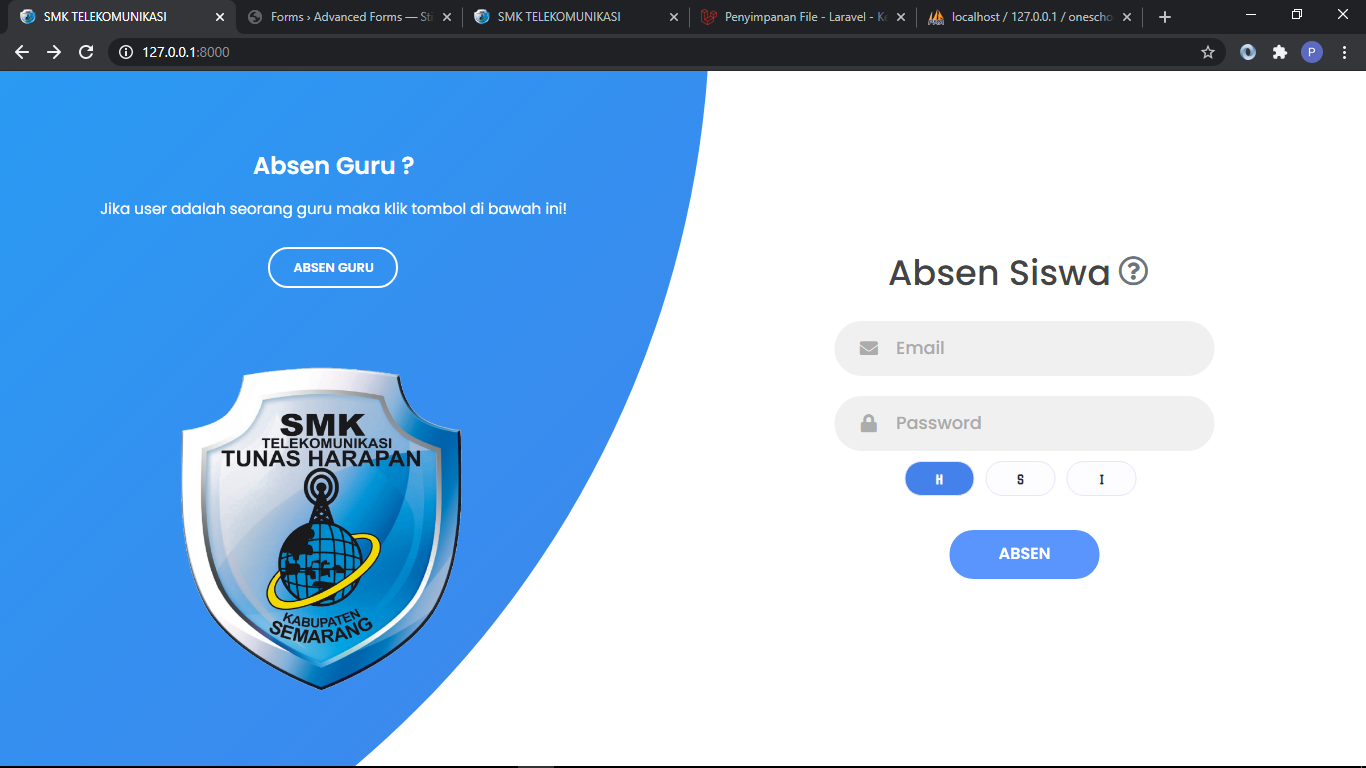 SMK TELEKOMUNIKASI
Forms › Advanced Forms — Sti
SMK TELEKOMUNIKASI
Penyimpanan File - Laravel - Ke
localhost / 127.0.0.1 / onescho
127.0.0.1:8000
P
Absen Guru ?
Jika user adalah seorang guru maka klik tombol di bawah ini!
ABSEN GURU
SMK
TELEKOMUNIKASI
TUNAS HARAPAN
KABUPATEN
SEMARANG
Absen Siswa
Email
Password
H S I
ABSEN